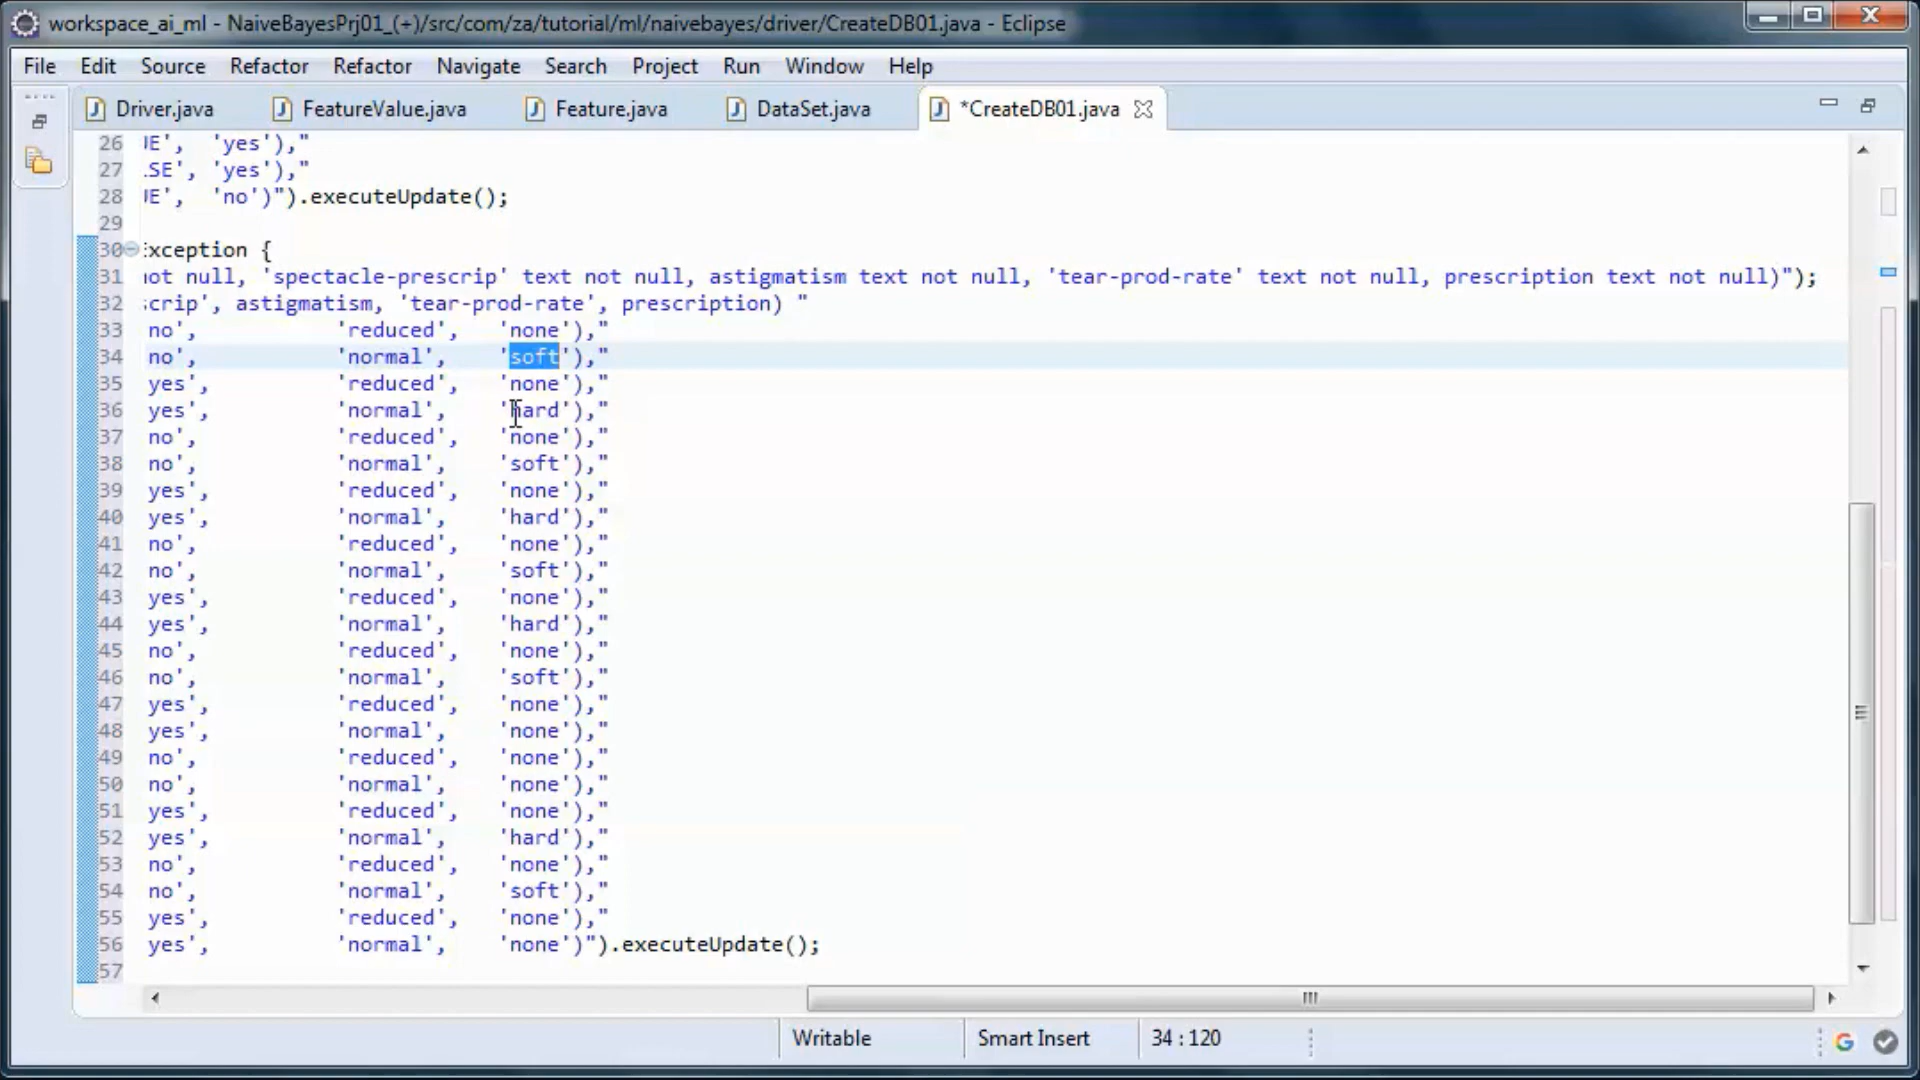 workspace_ai_ml - NaiveBayesPrj01_(+)/src/com/za/tutorial/ml/naivebayes/driver/CreateDB01.java - Eclipse
File Edit Source Refactor Refactor Navigate Search Project Run Window Help
Driver.java FeatureValue.java Feature.java DataSet.java *CreateDB01.java
26 JE', 'yes'),"
27 .SE', 'yes'),"
28 JE', 'no')").executeUpdate();
29
30 xception {
31 not null, 'spectacle-prescrip' text not null, astigmatism text not null, 'tear-prod-rate' text not null, prescription text not null)");
32 scrip', astigmatism, 'tear-prod-rate', prescription) "
33 no', 'reduced', 'none'),"
34 no', 'normal', 'soft'),"
35 yes', 'reduced', 'none'),"
36 yes', 'normal', 'hard'),"
37 no', 'reduced', 'none'),"
38 no', 'normal', 'soft'),"
39 yes', 'reduced', 'none'),"
40 yes', 'normal', 'hard'),"
41 no', 'reduced', 'none'),"
42 no', 'normal', 'soft'),"
43 yes', 'reduced', 'none'),"
44 yes', 'normal', 'hard'),"
45 no', 'reduced', 'none'),"
46 no', 'normal', 'soft'),"
47 yes', 'reduced', 'none'),"
48 yes', 'normal', 'none'),"
49 no', 'reduced', 'none'),"
50 no', 'normal', 'none'),"
51 yes', 'reduced', 'none'),"
52 yes', 'normal', 'hard'),"
53 no', 'reduced', 'none'),"
54 no', 'normal', 'soft'),"
55 yes', 'reduced', 'none'),"
56 yes', 'normal', 'none')").executeUpdate();
57
Writable Smart Insert 34 : 120